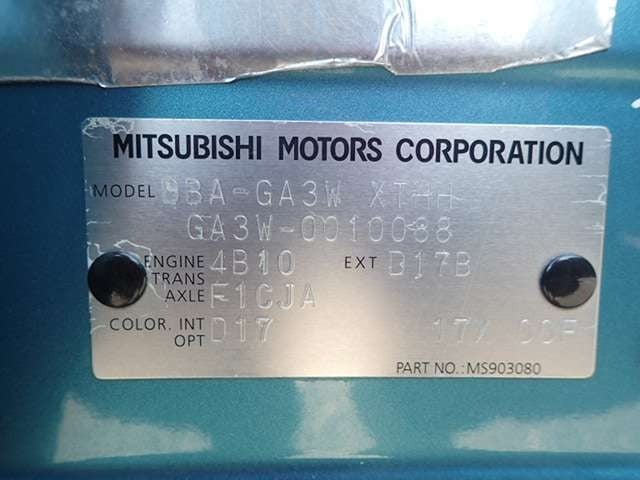 MITSUBISHI MOTORS CORPORATION
MODEL DBA-GA3W XTHH
GA3W-0010088
ENGINE 4B10 EXT D17B
TRANS
AXLE F1CJA
COLOR. INT D17 17X 00F
OPT
PART NO.:MS903080